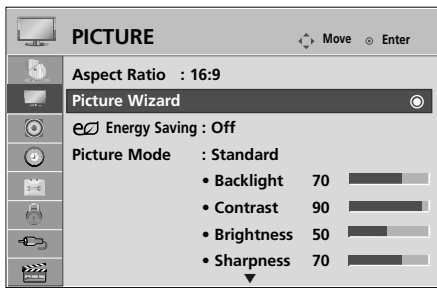 PICTURE Move Enter
Aspect Ratio : 16:9
Picture Wizard
Energy Saving : Off
Picture Mode : Standard
• Backlight 70
• Contrast 90
• Brightness 50
• Sharpness 70